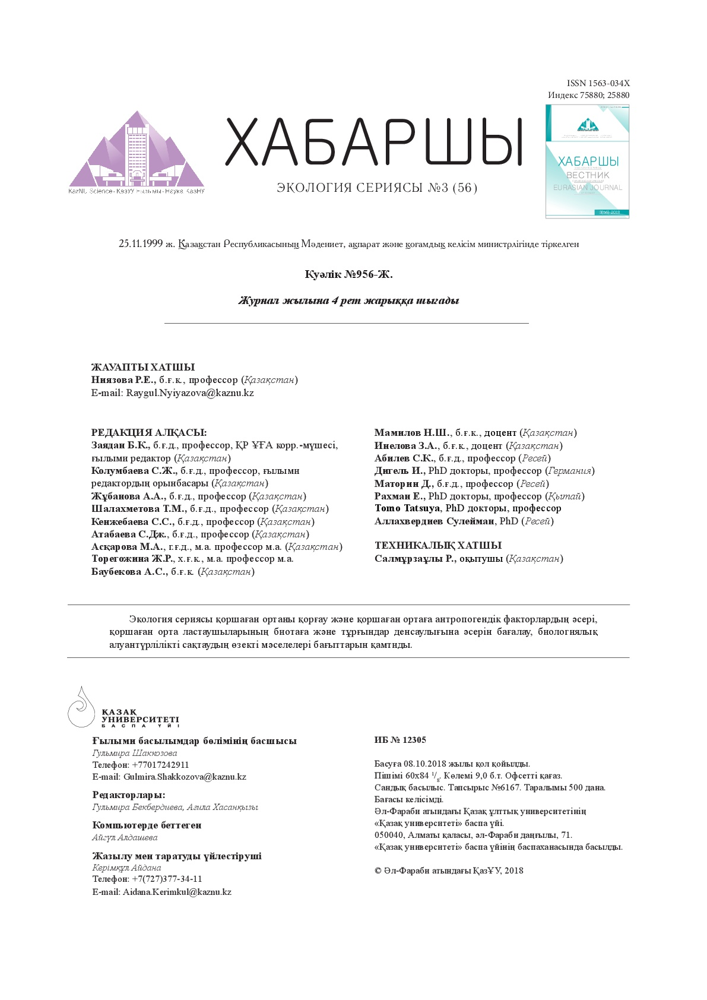 ISSN 1563-034X
Индекс 75880; 25880
ХАБАРШЫ
ЭКОЛОГИЯ СЕРИЯСЫ №3 (56)
KazNU Science · ҚазҰУ Ғылымы · Наука КазНУ
ХАБАРШЫ
ВЕСТНИК
EURASIAN JOURNAL
3(56) 2018
25.11.1999 ж. Қазақстан Республикасының Мәдениет, ақпарат және қоғамдық келісім министрлігінде тіркелген
Куәлік №956-Ж.
Журнал жылына 4 рет жарыққа шығады
ЖАУАПТЫ ХАТШЫ
Ниязова Р.Е., б.ғ.к., профессор (Қазақстан)
E-mail: Raygul.Nyiyazova@kaznu.kz
РЕДАКЦИЯ АЛҚАСЫ:
Заядан Б.К., б.ғ.д., профессор, ҚР ҰҒА корр.-мүшесі,
ғылыми редактор (Қазақстан)
Колумбаева С.Ж., б.ғ.д., профессор, ғылыми
редактордың орынбасары (Қазақстан)
Жұбанова А.А., б.ғ.д., профессор (Қазақстан)
Шалахметова Т.М., б.ғ.д., профессор (Қазақстан)
Кенжебаева С.С., б.ғ.д., профессор (Қазақстан)
Атабаева С.Дж., б.ғ.д., профессор (Қазақстан)
Асқарова М.А., г.ғ.д., м.а. профессор м.а. (Қазақстан)
Торегожина Ж.Р., х.ғ.к., м.а. профессор м.а.
Баубекова А.С., б.ғ.к. (Қазақстан)
Мамилов Н.Ш., б.ғ.к., доцент (Қазақстан)
Инелова З.А., б.ғ.к., доцент (Қазақстан)
Абилев С.К., б.ғ.д., профессор (Ресей)
Дигель И., PhD докторы, профессор (Германия)
Маторин Д., б.ғ.д., профессор (Ресей)
Рахман Е., PhD докторы, профессор (Қытай)
Tomo Tatsuya, PhD докторы, профессор
Аллахвердиев Сулейман, PhD (Ресей)
ТЕХНИКАЛЫҚ ХАТШЫ
Салмұрзаұлы Р., оқытушы (Қазақстан)
Экология сериясы қоршаған ортаны қорғау және қоршаған ортаға антропогендік факторлардың әсері,
қоршаған орта ластаушыларының биотаға және тұрғындар денсаулығына әсерін бағалау, биологиялық
алуантүрлілікті сақтаудың өзекті мәселелері бағыттарын қамтиды.
ҚАЗАҚ
УНИВЕРСИТЕТІ
БАСПА ҮЙІ
Ғылыми басылымдар бөлімінің басшысы
Гульмира Шаккозова
Телефон: +77017242911
E-mail: Gulmira.Shakkozova@kaznu.kz
Редакторлары:
Гульмира Бекбердиева, Ағила Хасанқызы
Компьютерде беттеген
Айгүл Алдашева
Жазылу мен таратуды үйлестіруші
Керімқұл Айдана
Телефон: +7(727)377-34-11
E-mail: Aidana.Kerimkul@kaznu.kz
ИБ № 12305
Басуға 08.10.2018 жылы қол қойылды.
Пішімі 60х84 1/8. Көлемі 9,0 б.т. Офсетті қағаз.
Сандық басылыс. Тапсырыс №6167. Таралымы 500 дана.
Бағасы келісімді.
Әл-Фараби атындағы Қазақ ұлттық университетінің
«Қазақ университеті» баспа үйі.
050040, Алматы қаласы, әл-Фараби даңғылы, 71.
«Қазақ университеті» баспа үйінің баспаханасында басылды.
© Әл-Фараби атындағы ҚазҰУ, 2018